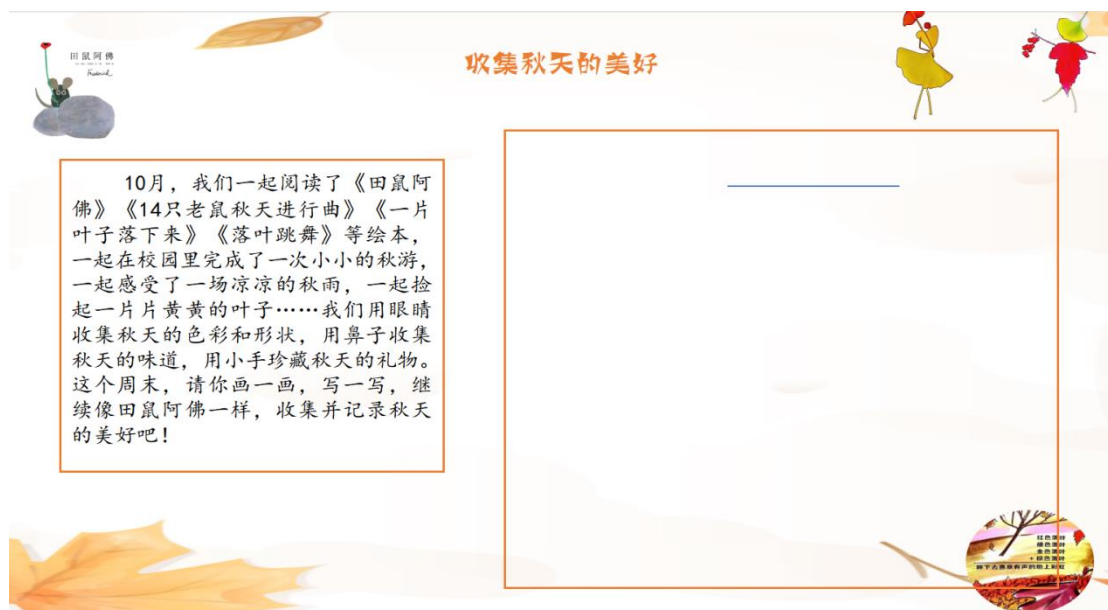 田鼠阿佛
Frederick
收集秋天的美好
10月，我们一起阅读了《田鼠阿
佛》《14只老鼠秋天进行曲》《一片
叶子落下来》《落叶跳舞》等绘本，
一起在校园里完成了一次小小的秋游，
一起感受了一场凉凉的秋雨，一起捡
起一片片黄黄的叶子……我们用眼睛
收集秋天的色彩和形状，用鼻子收集
秋天的味道，用小手珍藏秋天的礼物。
这个周末，请你画一画，写一写，继
续像田鼠阿佛一样，收集并记录秋天
的美好吧！
红色落叶